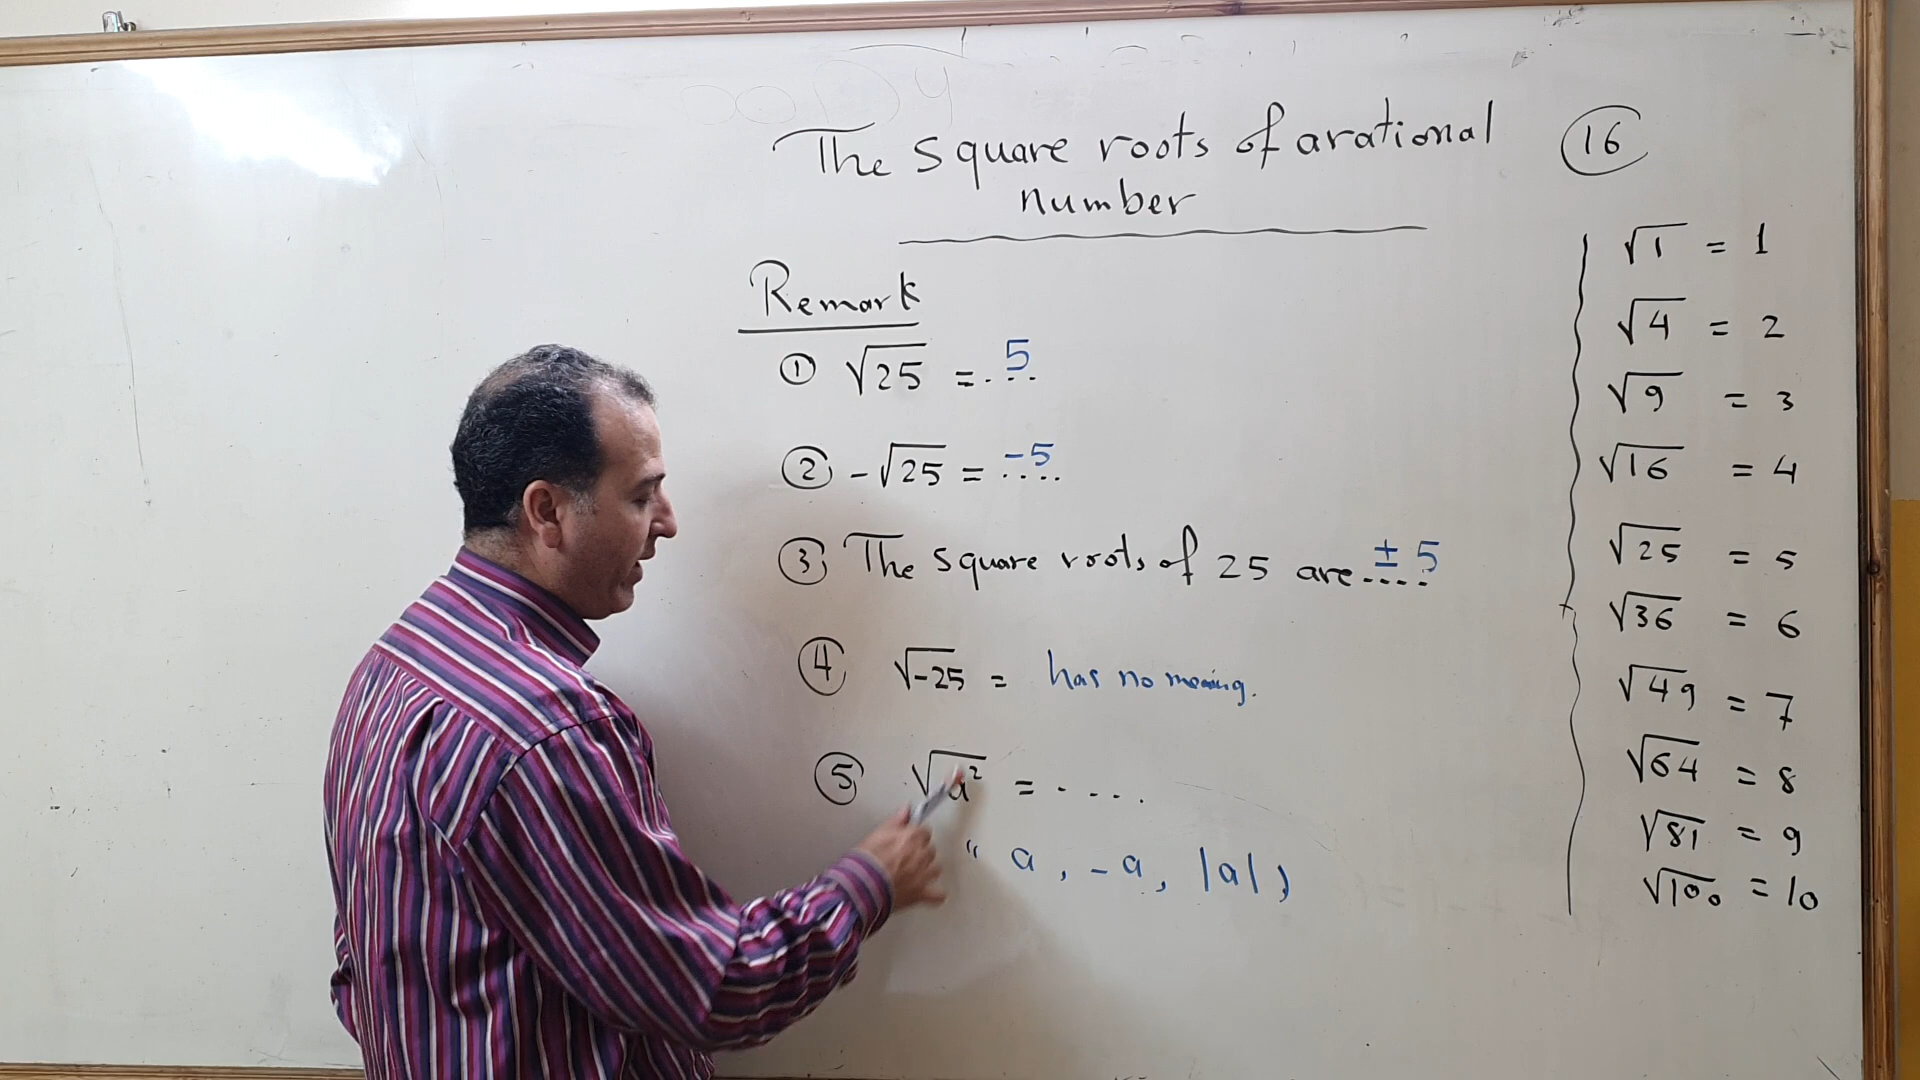 The square roots of arational
number
16
Remark
① √25 = .5...
② -√25 = -5....
③ The square roots of 25 are ± 5....
④ √-25 = has no meaning.
⑤ √a² = ....
" a , -a , |a| )
√1 = 1
√4 = 2
√9 = 3
√16 = 4
√25 = 5
√36 = 6
√49 = 7
√64 = 8
√81 = 9
√100 = 10